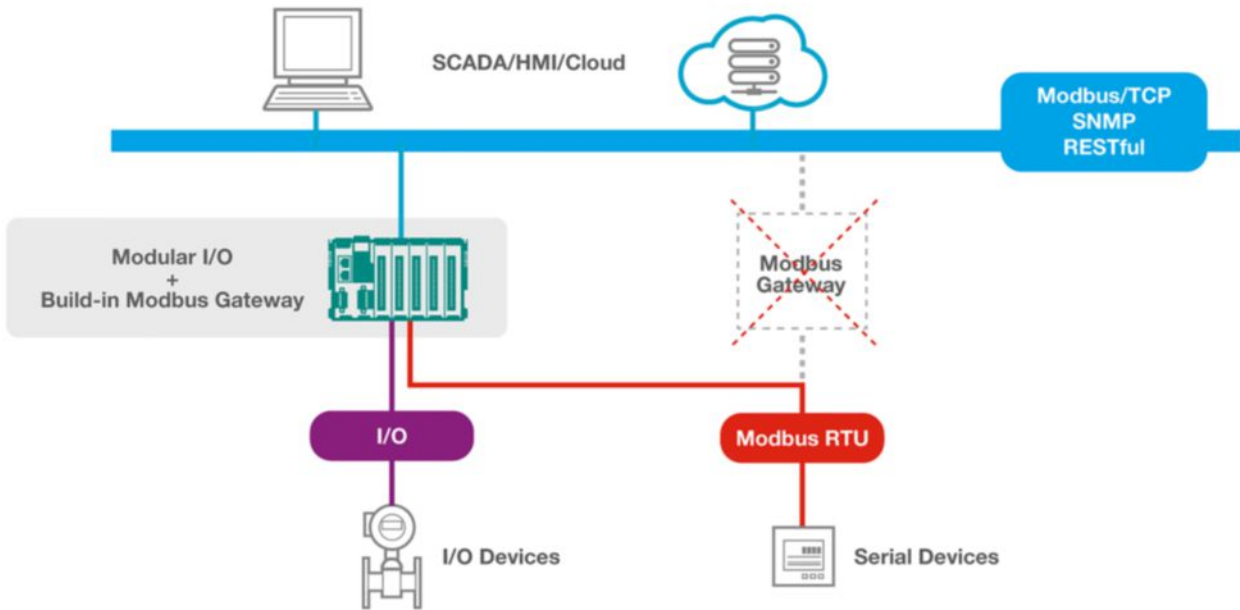 SCADA/HMI/Cloud
Modbus/TCP
SNMP
RESTful
Modular I/O
+
Build-in Modbus Gateway
Modbus
Gateway
I/O
Modbus RTU
I/O Devices
Serial Devices